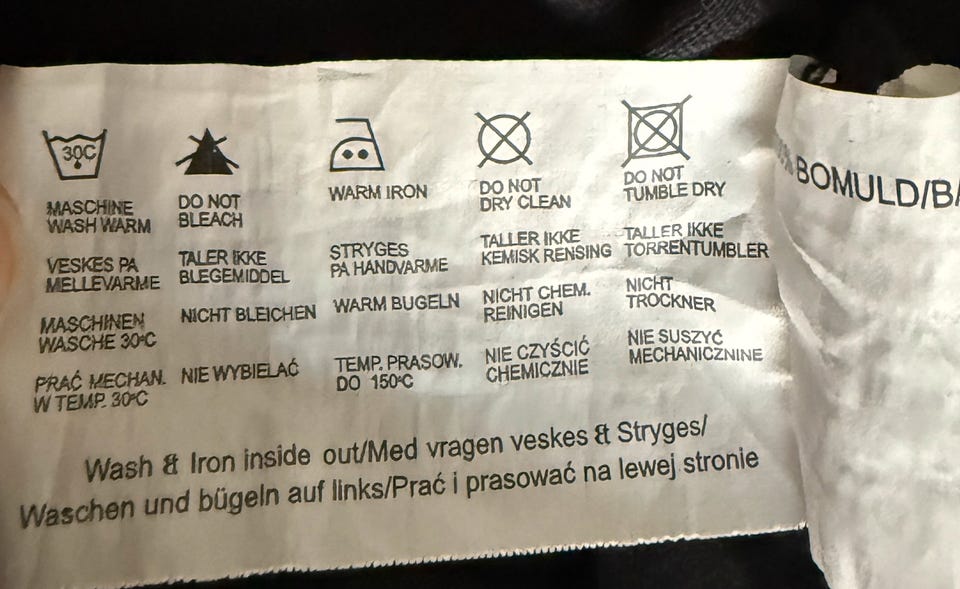 30C
MASCHINE
WASH WARM
VESKES PA
MELLEVARME
MASCHINEN
WASCHE 30°C
PRAĆ MECHAN.
W TEMP. 30°C
DO NOT
BLEACH
TALER IKKE
BLEGEMIDDEL
NICHT BLEICHEN
NIE WYBIELAĆ
WARM IRON
STRYGES
PA HANDVARME
WARM BUGELN
TEMP. PRASOW.
DO 150°C
DO NOT
DRY CLEAN
TALLER IKKE
KEMISK RENSING
NICHT CHEM.
REINIGEN
NIE CZYŚCIĆ
CHEMICZNIE
DO NOT
TUMBLE DRY
TALLER IKKE
TORRENTUMBLER
NICHT
TROCKNER
NIE SUSZYĆ
MECHANICZNINE
Wash & Iron inside out/Med vragen veskes & Stryges/
Waschen und bügeln auf links/Prać i prasować na lewej stronie
% BOMULD/BA